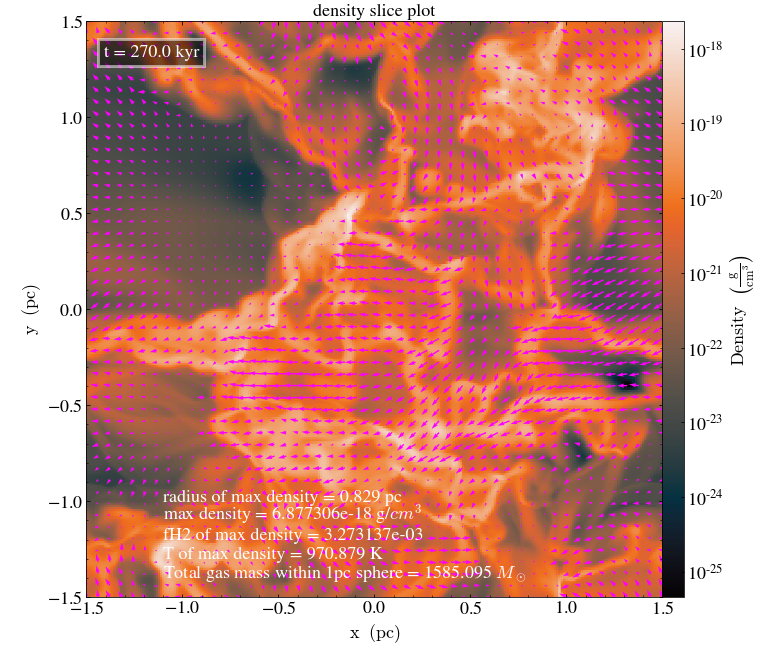 density slice plot
t = 270.0 kyr
1.5
1.0
0.5
0.0
−0.5
−1.0
−1.5
y (pc)
radius of max density = 0.829 pc
max density = 6.877306e-18 g/cm³
fH2 of max density = 3.273137e-03
T of max density = 970.879 K
Total gas mass within 1pc sphere = 1585.095 M☉
−1.5 −1.0 −0.5 0.0 0.5 1.0 1.5
x (pc)
10⁻¹⁸
10⁻¹⁹
10⁻²⁰
10⁻²¹
10⁻²²
10⁻²³
10⁻²⁴
10⁻²⁵
Density (g/cm³)